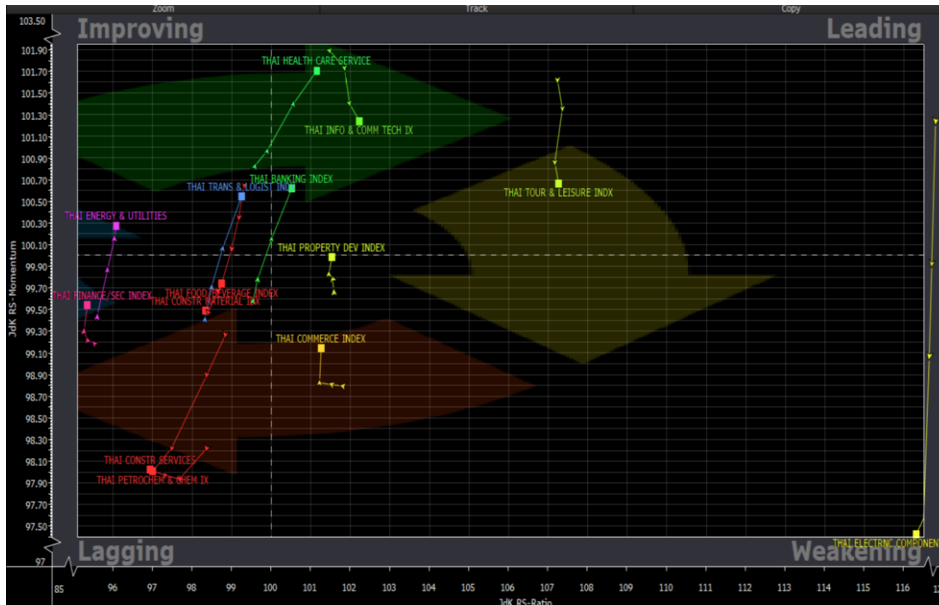 Zoom Track Copy
103.50
Improving Leading
101.90
THAI HEALTH CARE SERVICE
101.70
101.50
101.30
THAI INFO & COMM TECH IX
101.10
100.90
THAI BANKING INDEX
100.70
THAI TRANS & LOGIST INDX
THAI TOUR & LEISURE INDX
100.50
THAI ENERGY & UTILITIES
100.30
THAI PROPERTY DEV INDEX
100.10
99.90
99.70
THAI FINANCE/SEC INDEX
THAI FOOD/BEVERAGE INDEX
THAI CONSTR MATERIAL IDX
99.50
99.30
THAI COMMERCE INDEX
99.10
98.90
98.70
98.50
98.30
THAI CONSTR SERVICES
98.10
THAI PETROCHEM & CHEM IX
97.90
97.70
97.50
THAI ELECTRNC COMPONEN
Lagging Weakening
97
JdK RS-Momentum
85 96 97 98 99 100 101 102 103 104 105 106 107 108 109 110 111 112 113 114 115 116
JdK RS-Ratio